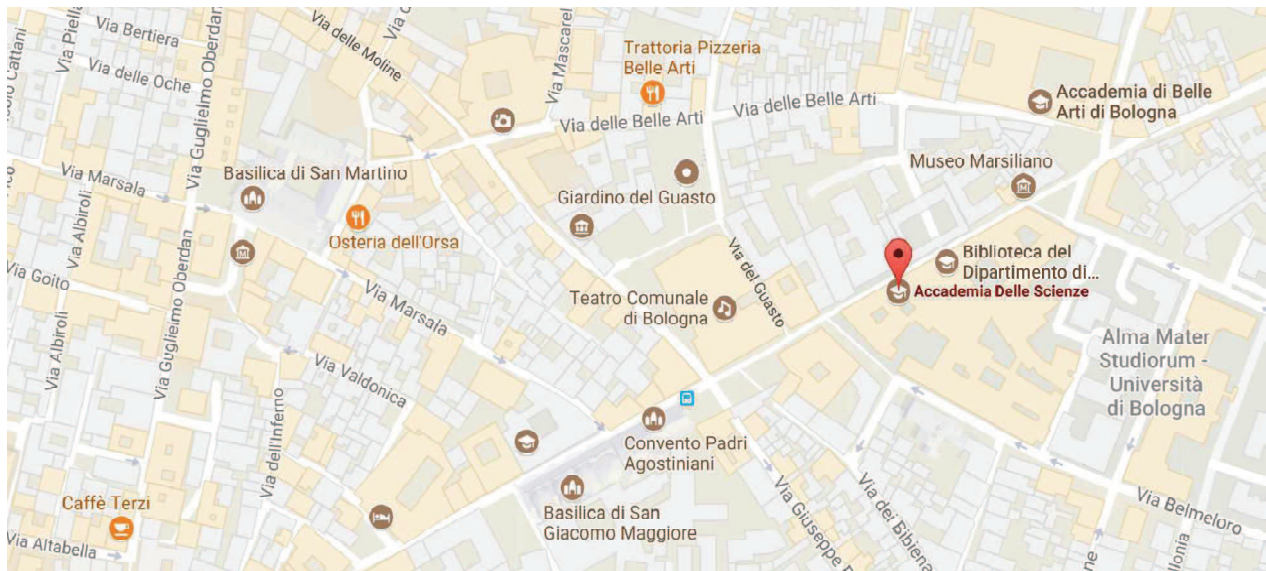 Via Piella
Via Bertiera
Via delle Oche
Via Guglielmo Oberdan
Via delle Moline
Via Mascarel
Trattoria Pizzeria
Belle Arti
Via delle Belle Arti
Via delle Belle Arti
Accademia di Belle
Arti di Bologna
Museo Marsiliano
Via Marsala
Basilica di San Martino
Giardino del Guasto
Osteria dell'Orsa
Via Albiroli
Via Goito
Via Guglielmo Oberdan
Via Marsala
Via del Guasto
Biblioteca del
Dipartimento di...
Accademia Delle Scienze
Teatro Comunale
di Bologna
Alma Mater
Studiorum -
Università
di Bologna
Via Albiroli
Via Valdonica
Via dell'Inferno
Convento Padri
Agostiniani
Caffè Terzi
Via Altabella
Basilica di San
Giacomo Maggiore
Via Giuseppe
Via dei Bibiena
Via Belmeloro